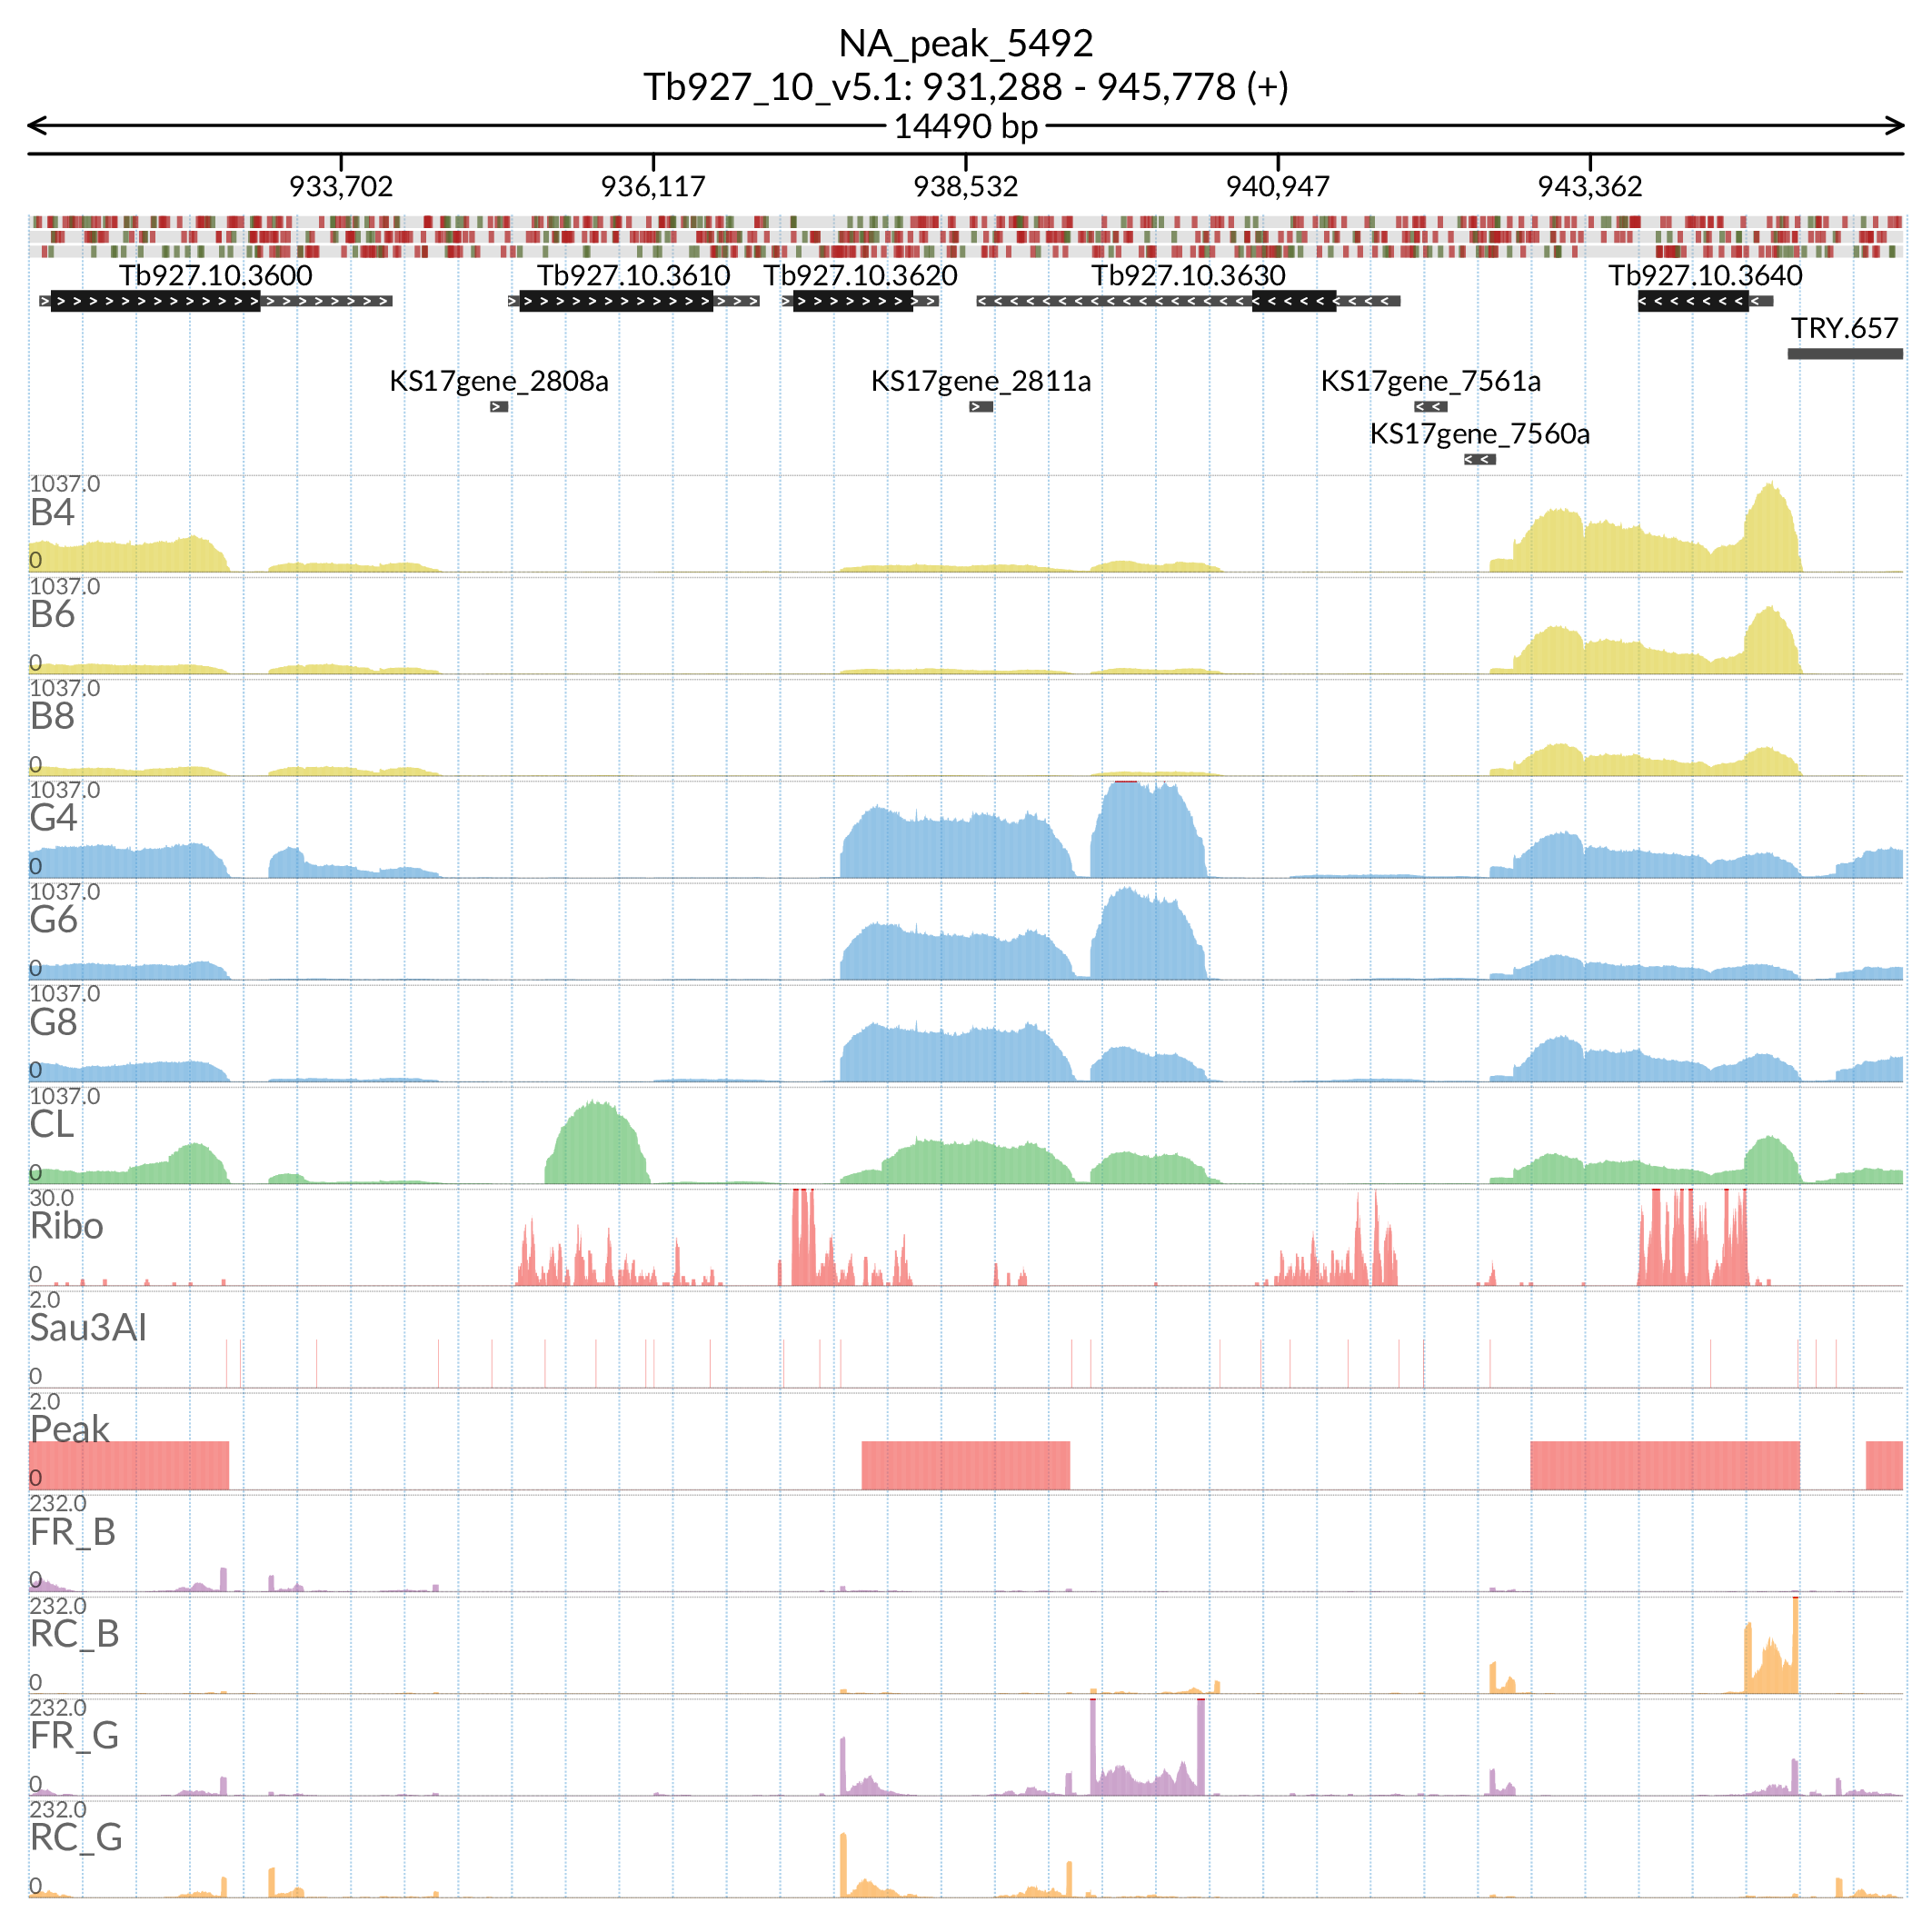 NA_peak_5492
Tb927_10_v5.1: 931,288 - 945,778 (+)
14490 bp
933,702 936,117 938,532 940,947 943,362
Tb927.10.3600 Tb927.10.3610 Tb927.10.3620 Tb927.10.3630 Tb927.10.3640
TRY.657
KS17gene_2808a KS17gene_2811a KS17gene_7561a
KS17gene_7560a
1037.0
B4
0
1037.0
B6
0
1037.0
B8
0
1037.0
G4
0
1037.0
G6
0
1037.0
G8
0
1037.0
CL
0
30.0
Ribo
0
2.0
Sau3AI
0
2.0
Peak
0
232.0
FR_B
0
232.0
RC_B
0
232.0
FR_G
0
232.0
RC_G
0